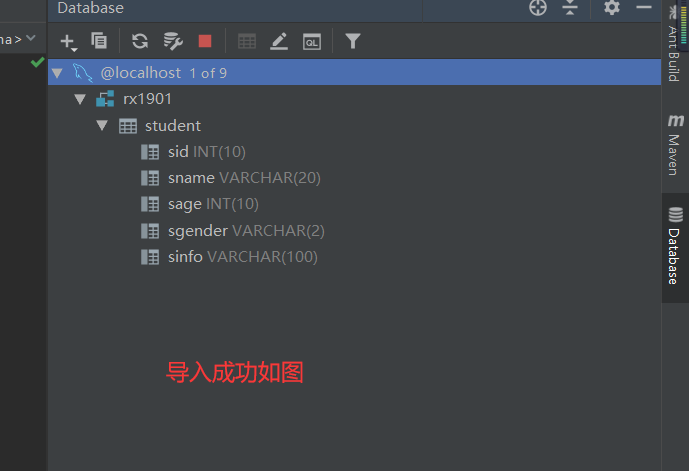 Database
na>
@localhost 1 of 9
rx1901
student
sid INT(10)
sname VARCHAR(20)
sage INT(10)
sgender VARCHAR(2)
sinfo VARCHAR(100)
导入成功如图
QL
Ant Build
m
Maven
Database